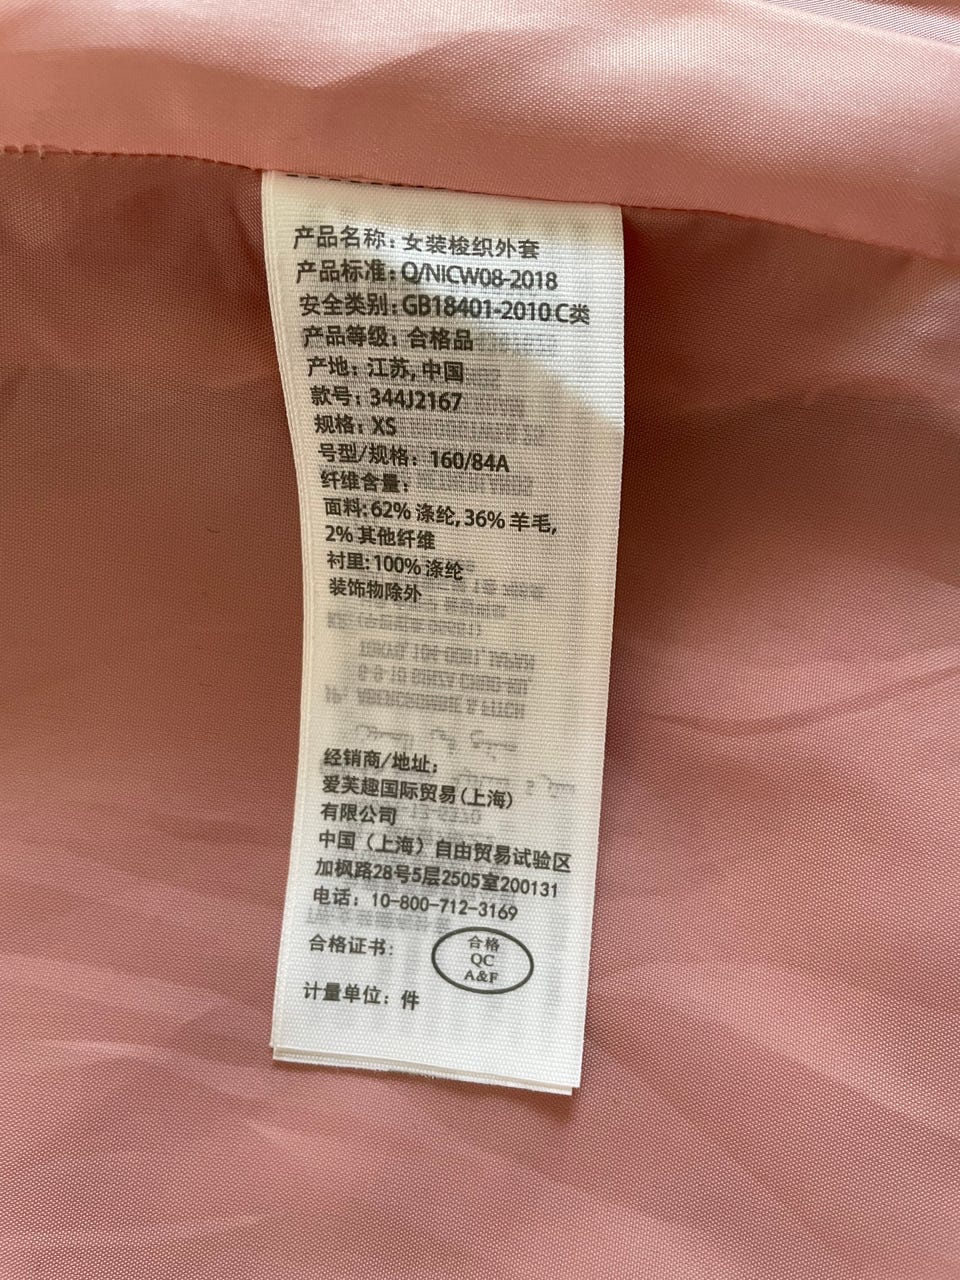 产品名称：女装梭织外套
产品标准：Q/NICW08-2018
安全类别：GB18401-2010 C类
产品等级：合格品
产地：江苏，中国
款号：344J2167
规格：XS
号型/规格：160/84A
纤维含量：
面料：62% 涤纶，36% 羊毛，
2% 其他纤维
衬里：100% 涤纶
装饰物除外
经销商/地址：
爱芙趣国际贸易（上海）
有限公司
中国（上海）自由贸易试验区
加枫路28号5层2505室200131
电话：10-800-712-3169
合格证书：
合格
QC
A&F
计量单位：件